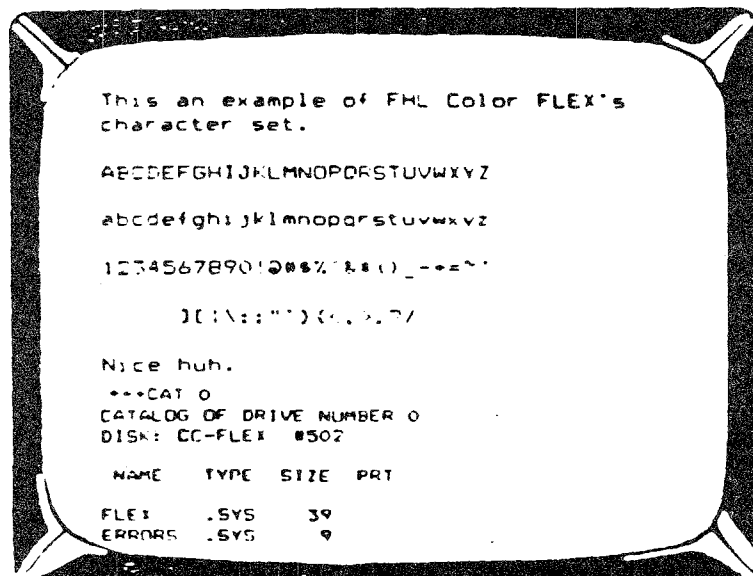 This an example of FHL Color FLEX's
character set.
ABCDEFGHIJKLMNOPQRSTUVWXYZ
abcdefghijklmnopqrstuvwxyz
1234567890!@#$%^&*()_-+=~`
][|\:;"'}{<,>.?/
Nice huh.
+++CAT 0
CATALOG OF DRIVE NUMBER 0
DISK: CC-FLEX #502
NAME TYPE SIZE PRT
FLEX .SYS 39
ERRORS .SYS 9